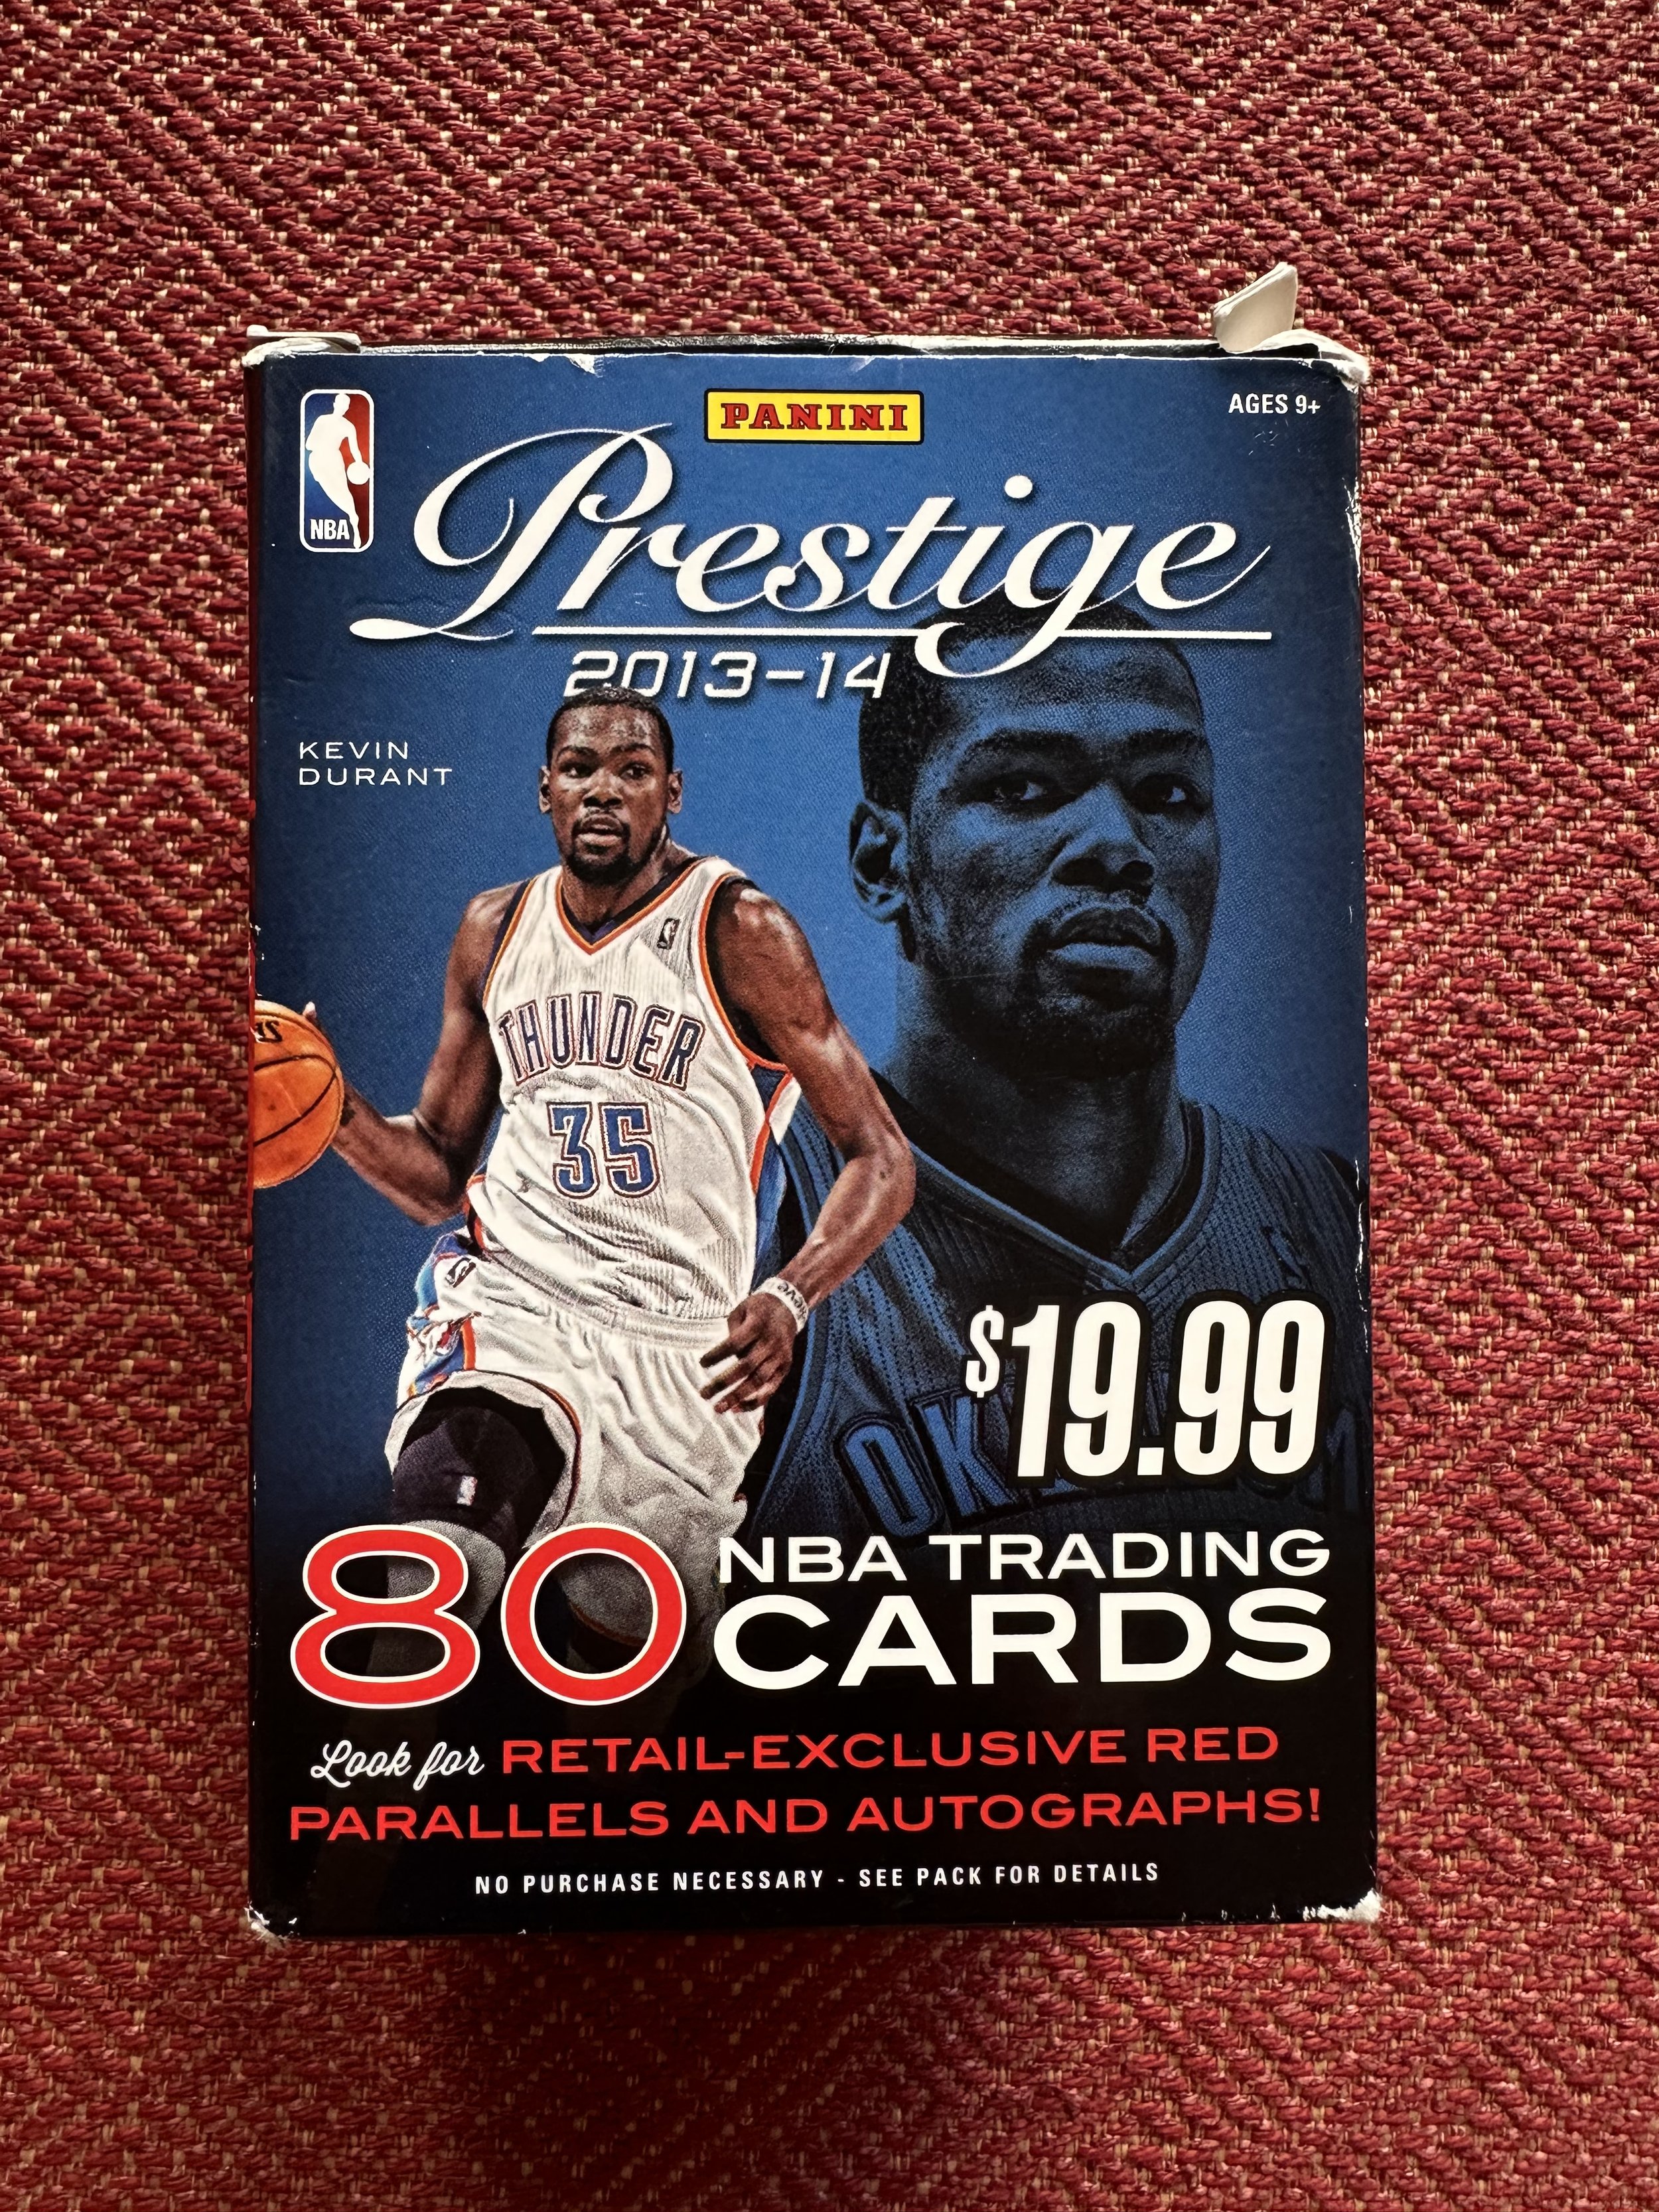 PANINI
AGES 9+
NBA
Prestige
2013-14
KEVIN
DURANT
THUNDER
35
$19.99
80 NBA TRADING
CARDS
Look for RETAIL-EXCLUSIVE RED
PARALLELS AND AUTOGRAPHS!
NO PURCHASE NECESSARY - SEE PACK FOR DETAILS